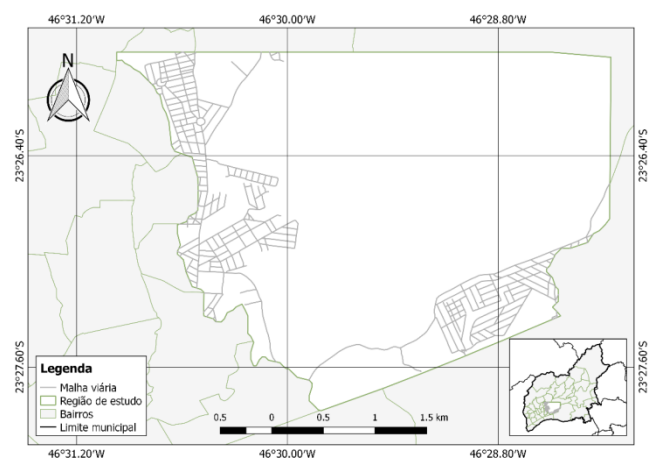 46°31.20'W 46°30.00'W 46°28.80'W
N
23°26.40'S 23°26.40'S
23°27.60'S 23°27.60'S
Legenda
Malha viária
Região de estudo
Bairros
Limite municipal
0.5 0 0.5 1 1.5 km
46°31.20'W 46°30.00'W 46°28.80'W